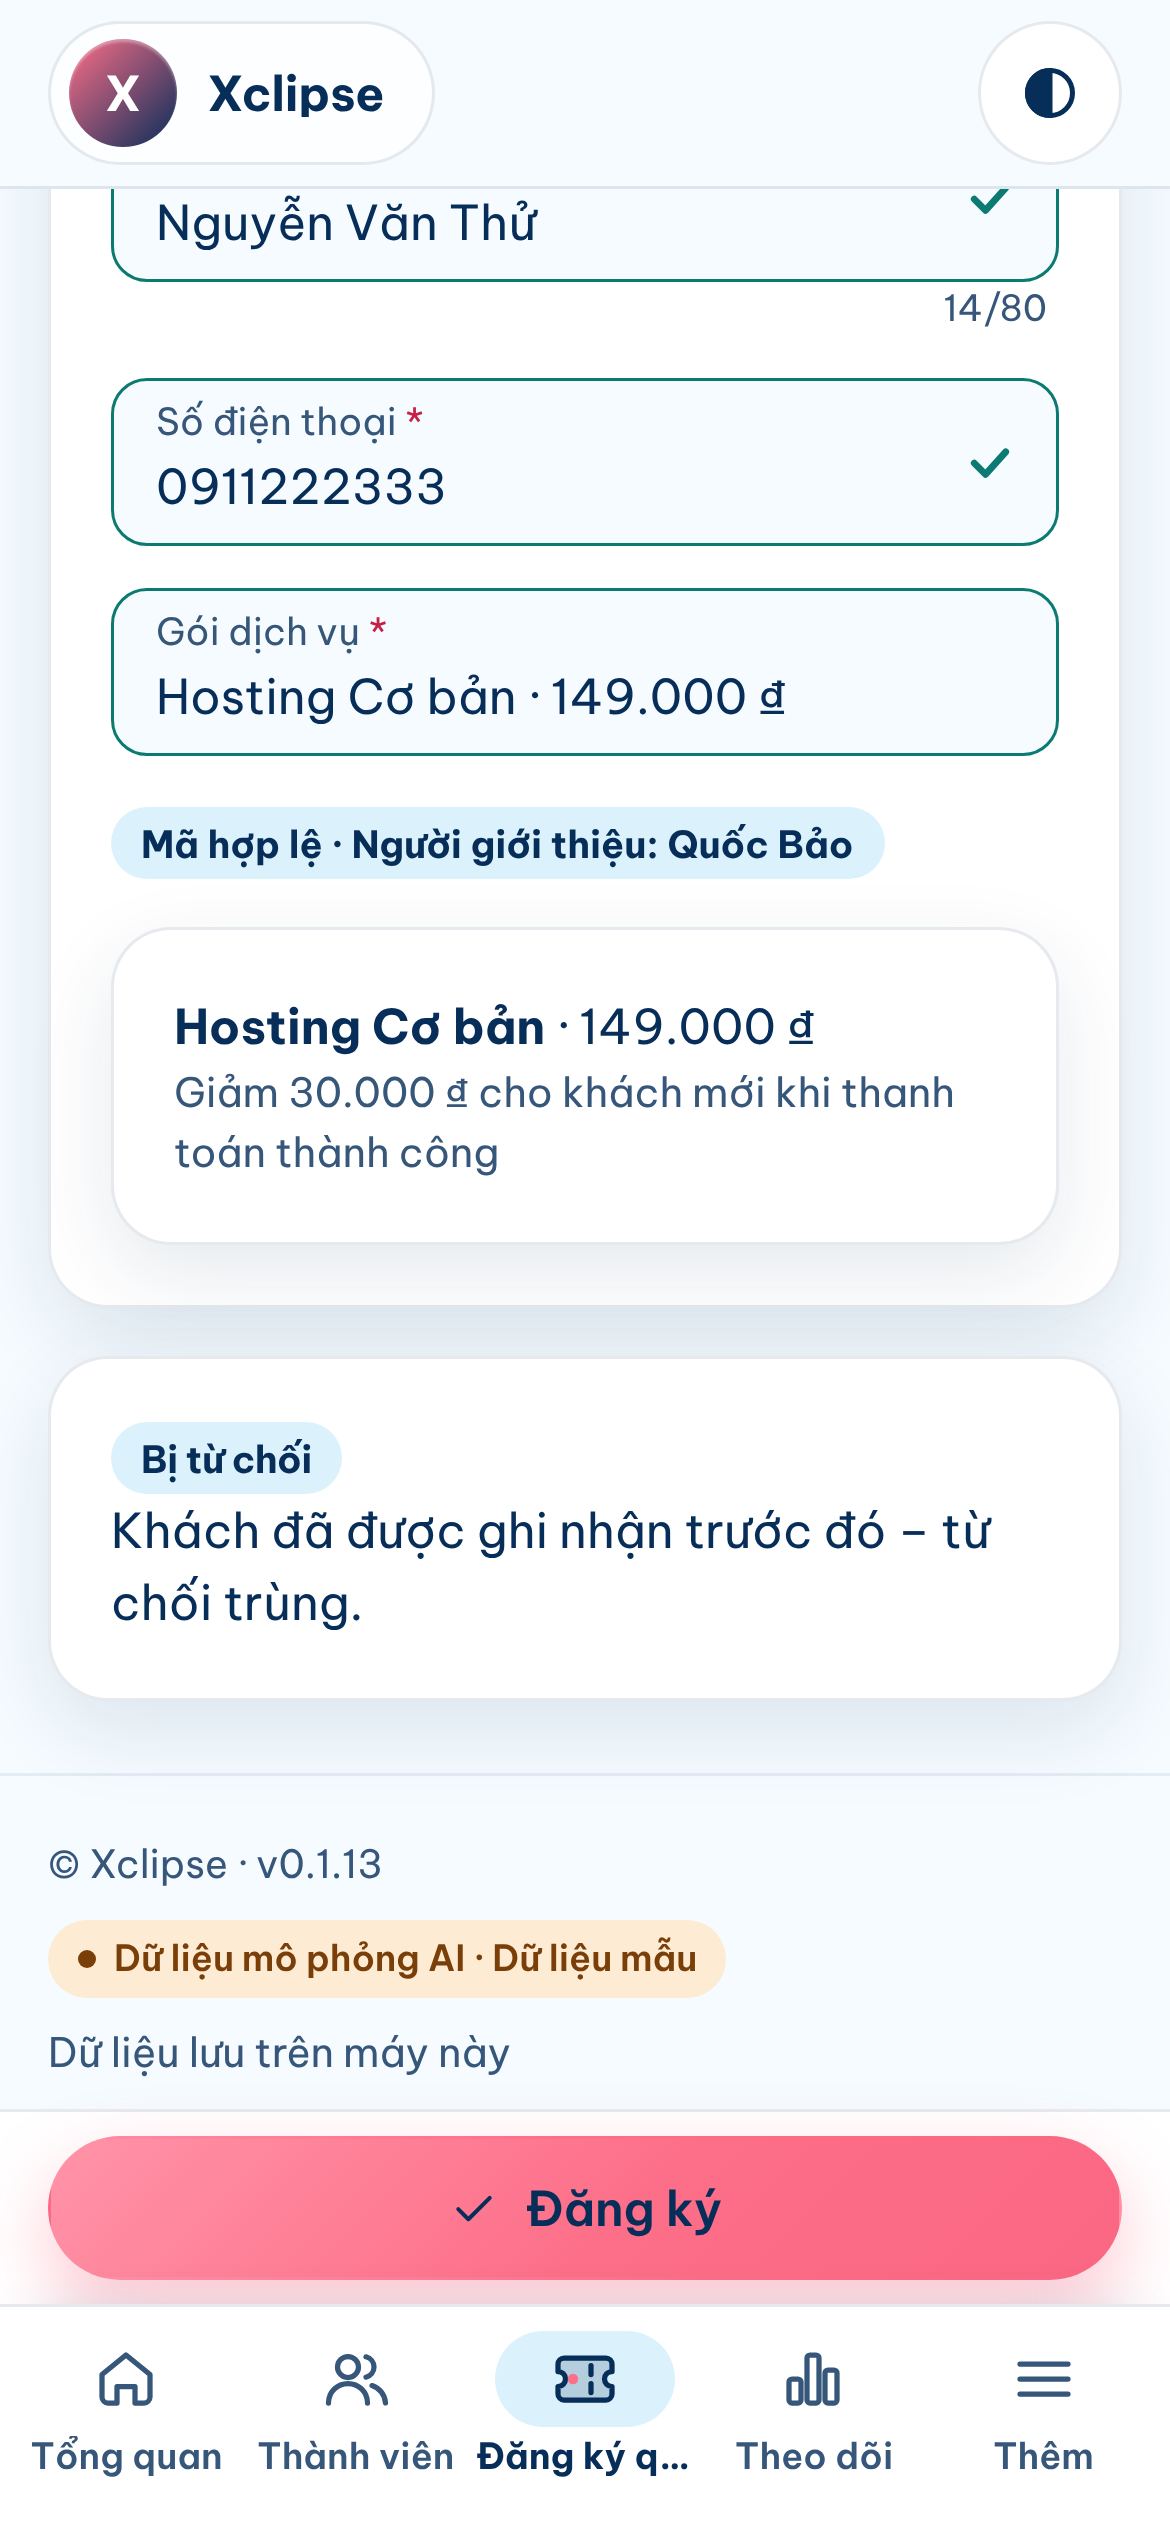 X Xclipse
Nguyễn Văn Thử
14/80
Số điện thoại *
0911222333
Gói dịch vụ *
Hosting Cơ bản · 149.000 ₫
Mã hợp lệ · Người giới thiệu: Quốc Bảo
Hosting Cơ bản · 149.000 ₫
Giảm 30.000 ₫ cho khách mới khi thanh
toán thành công
Bị từ chối
Khách đã được ghi nhận trước đó – từ
chối trùng.
© Xclipse · v0.1.13
Dữ liệu mô phỏng AI · Dữ liệu mẫu
Dữ liệu lưu trên máy này
Đăng ký
Tổng quan
Thành viên
Đăng ký q...
Theo dõi
Thêm